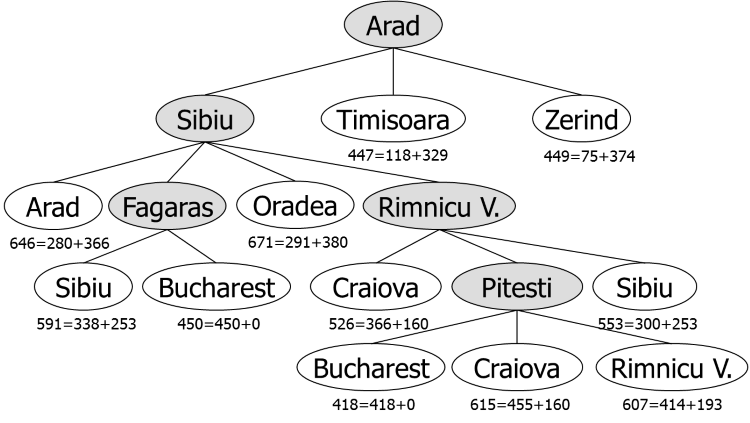 Arad
Sibiu
Timisoara
Zerind
447=118+329
449=75+374
Arad
Fagaras
Oradea
Rimnicu V.
646=280+366
671=291+380
Sibiu
Bucharest
Craiova
Pitesti
Sibiu
591=338+253
450=450+0
526=366+160
553=300+253
Bucharest
Craiova
Rimnicu V.
418=418+0
615=455+160
607=414+193